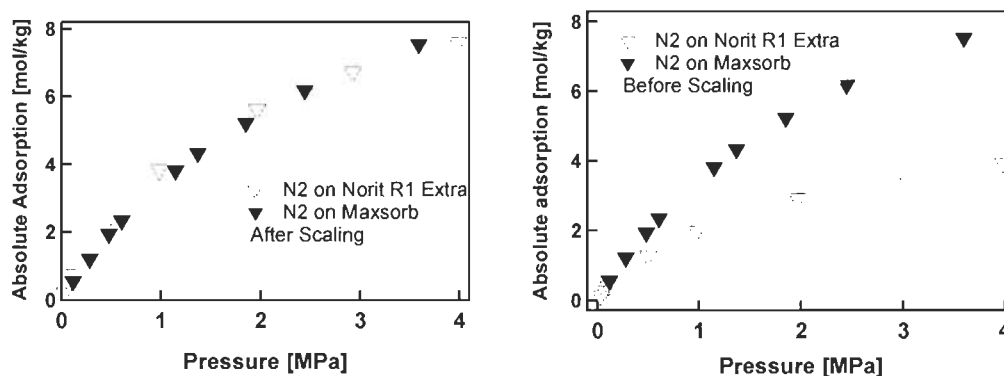 Absolute Adsorption [mol/kg]
8
6
4
2
0
N2 on Norit R1 Extra
N2 on Maxsorb
After Scaling
0 1 2 3 4
Pressure [MPa]
Absolute adsorption [mol/kg]
8
6
4
2
0
N2 on Norit R1 Extra
N2 on Maxsorb
Before Scaling
0 1 2 3 4
Pressure [MPa]